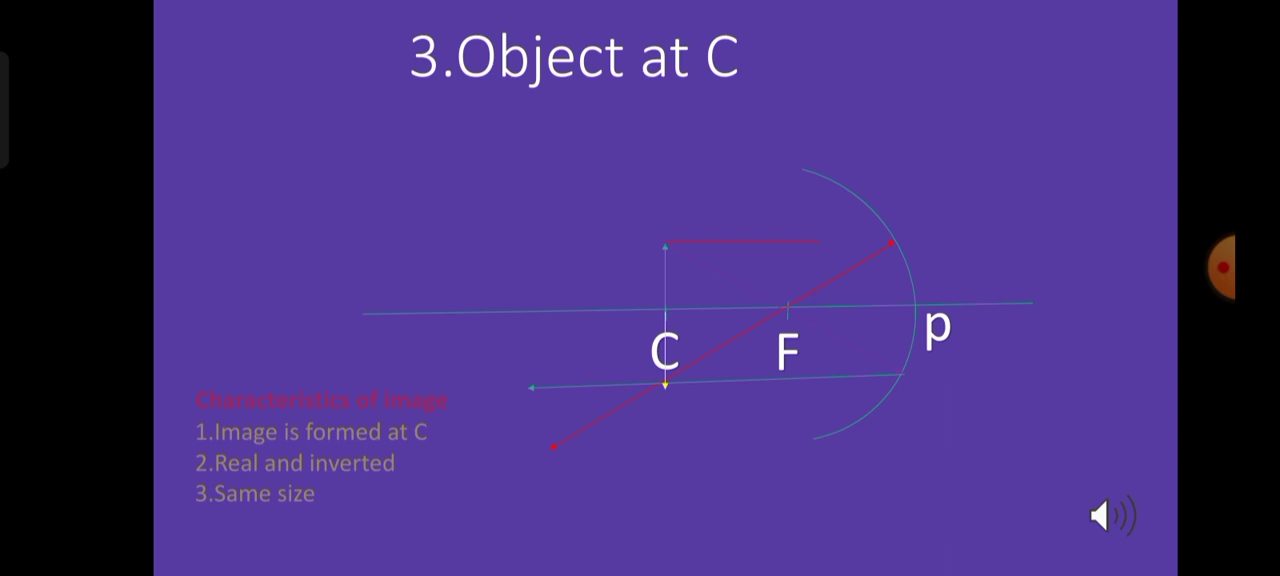 3.Object at C
C
F
p
Characteristics of image
1.Image is formed at C
2.Real and inverted
3.Same size